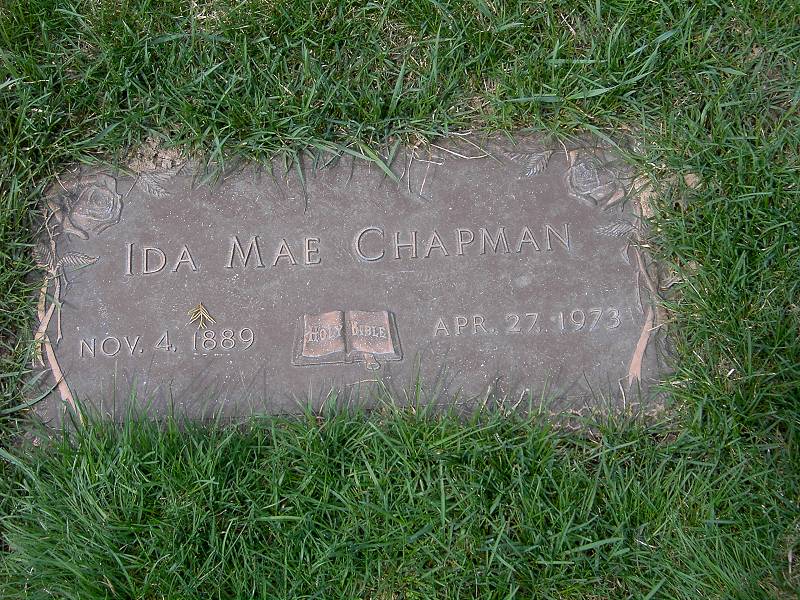 IDA MAE CHAPMAN
NOV. 4, 1889
HOLY BIBLE
APR. 27, 1973